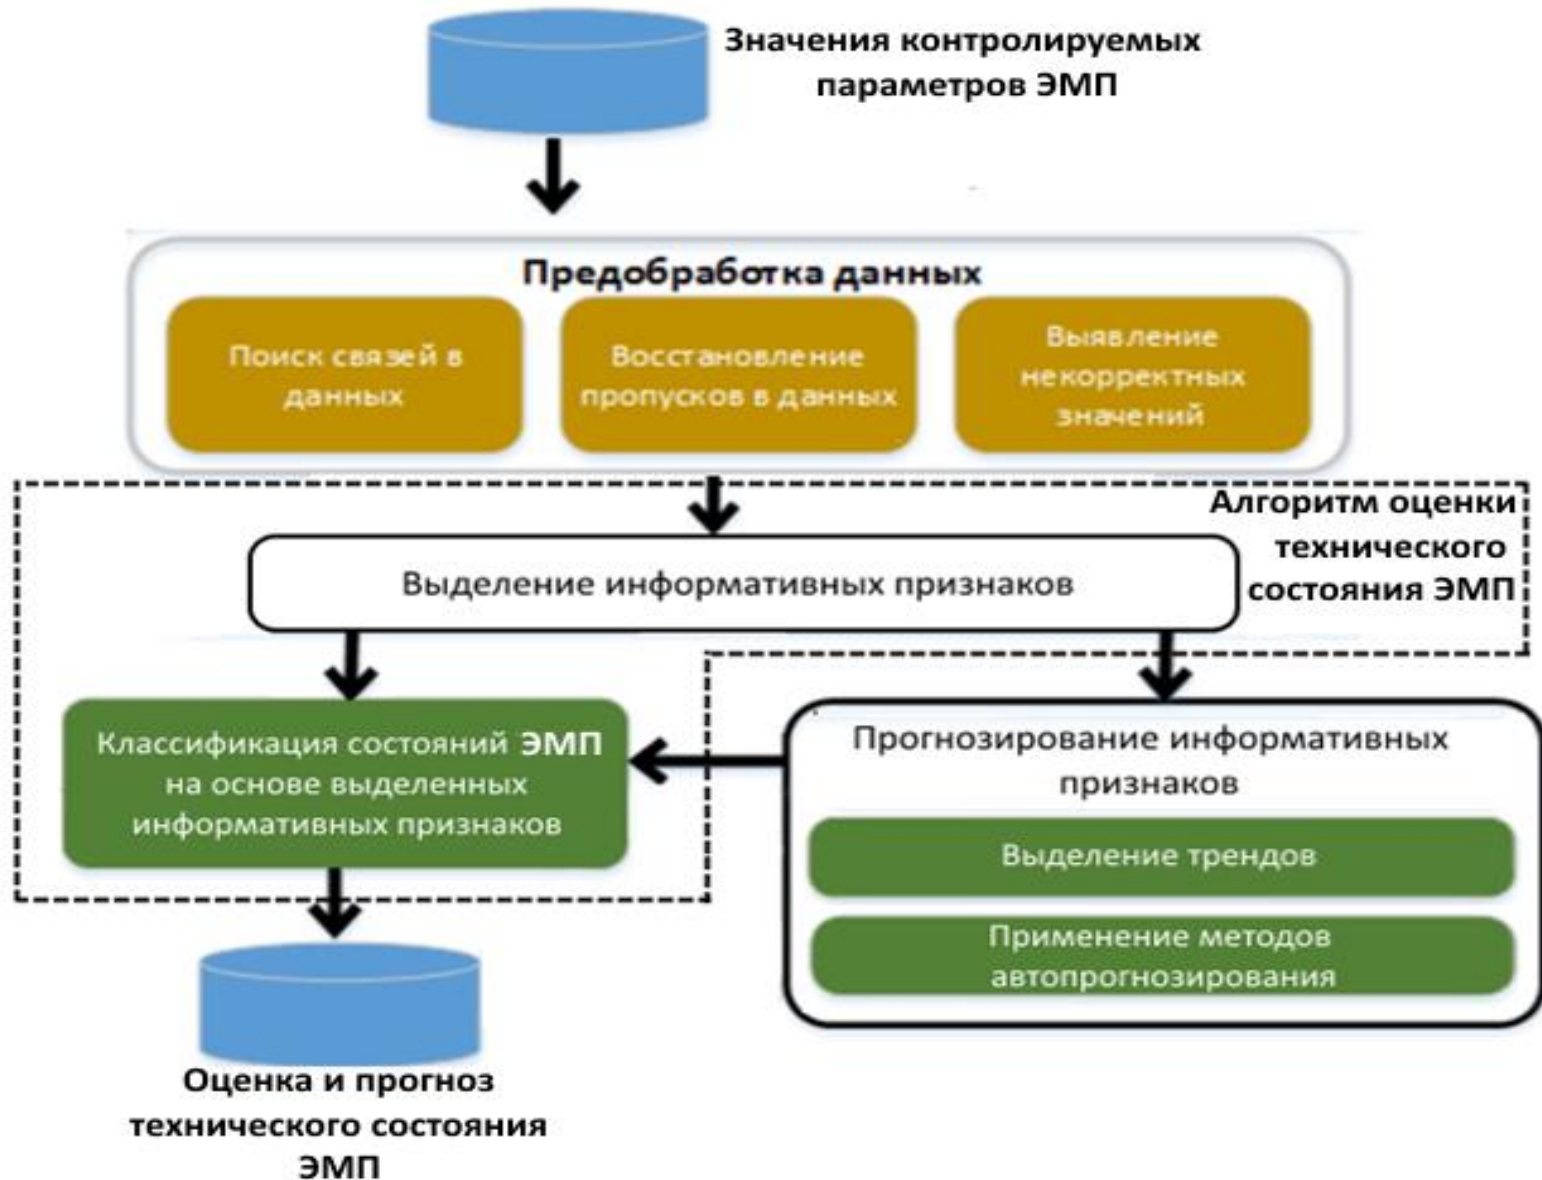 Значения контролируемых
параметров ЭМП
Предобработка данных
Поиск связей в
данных
Восстановление
пропусков в данных
Выявление
некорректных
значений
Алгоритм оценки
технического
состояния ЭМП
Выделение информативных признаков
Классификация состояний ЭМП
на основе выделенных
информативных признаков
Прогнозирование информативных
признаков
Выделение трендов
Применение методов
автопрогнозирования
Оценка и прогноз
технического состояния
ЭМП